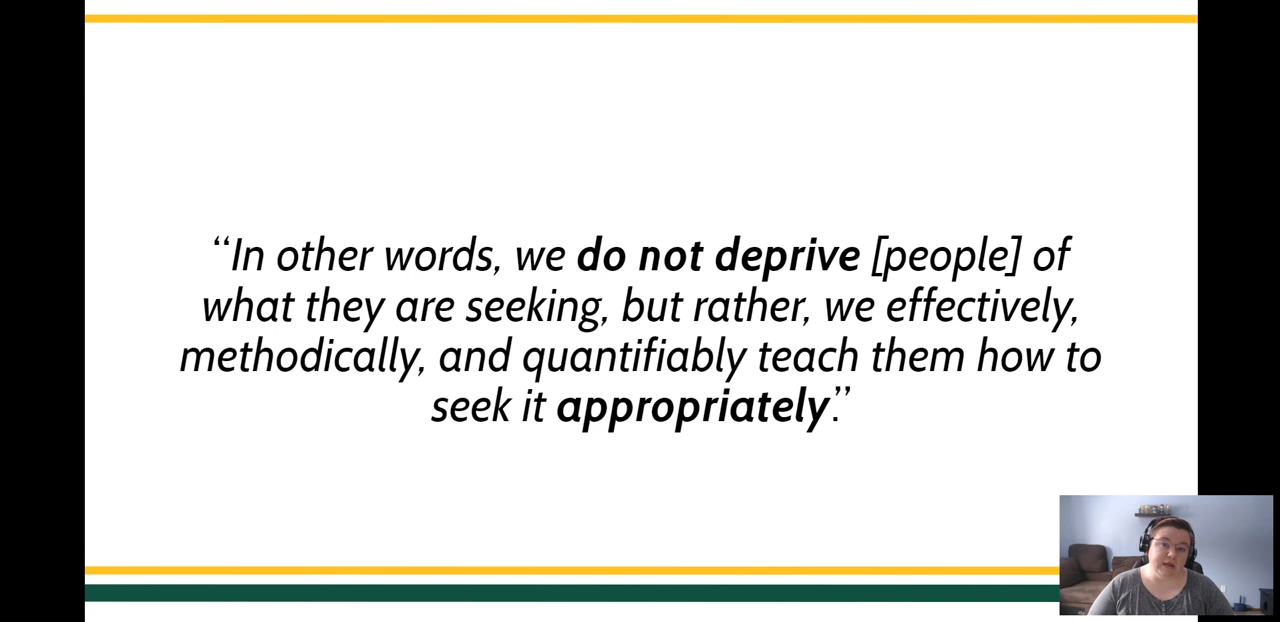 “In other words, we do not deprive [people] of
what they are seeking, but rather, we effectively,
methodically, and quantifiably teach them how to
seek it appropriately.”